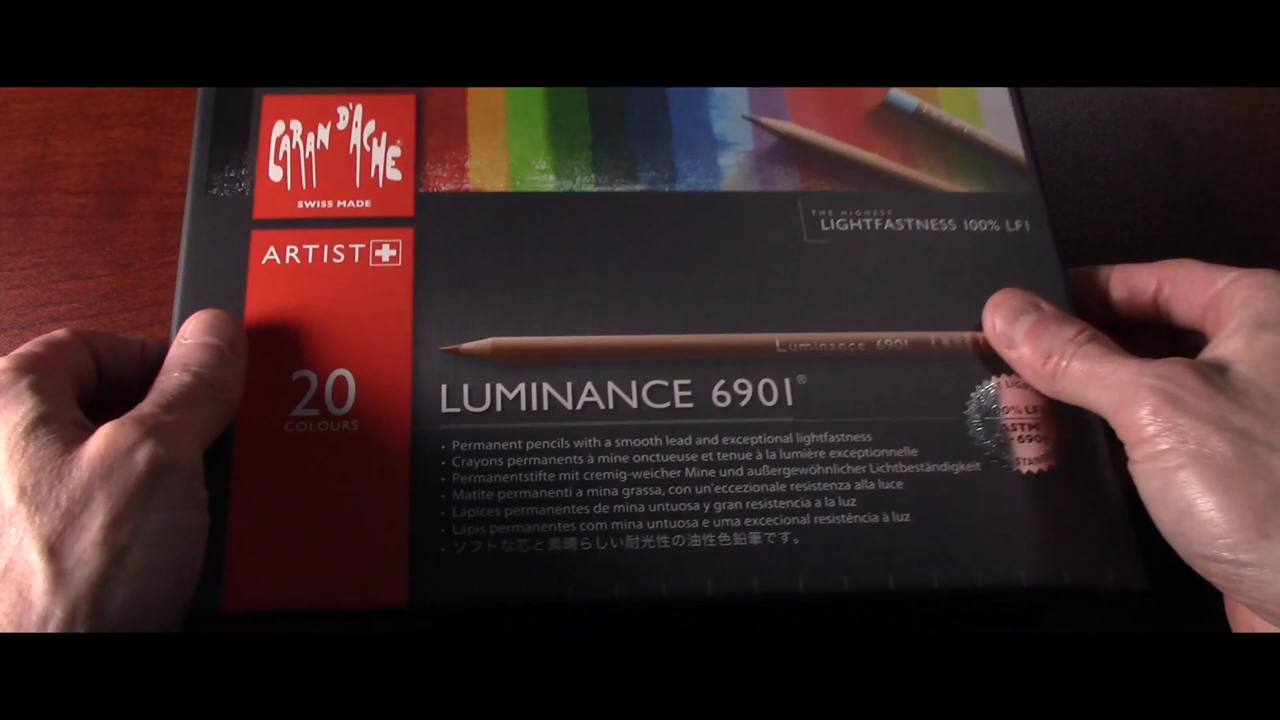 CARAN D'ACHE
SWISS MADE
ARTIST
20
COLOURS
THE HIGHEST
LIGHTFASTNESS 100% LFI
Luminance 6901
LUMINANCE 6901®
• Permanent pencils with a smooth lead and exceptional lightfastness
• Crayons permanents à mine onctueuse et tenue à la lumière exceptionnelle
• Permanentstifte mit cremig-weicher Mine und außergewöhnlicher Lichtbeständigkeit
• Matite permanenti a mina grassa, con un'eccezionale resistenza alla luce
• Lapices permanentes de mina untuosa y gran resistencia a la luz
• Lápis permanentes com mina untuosa e uma excecional resistência à luz
• ソフトな芯と素晴らしい耐光性の油性色鉛筆です。
ASTM